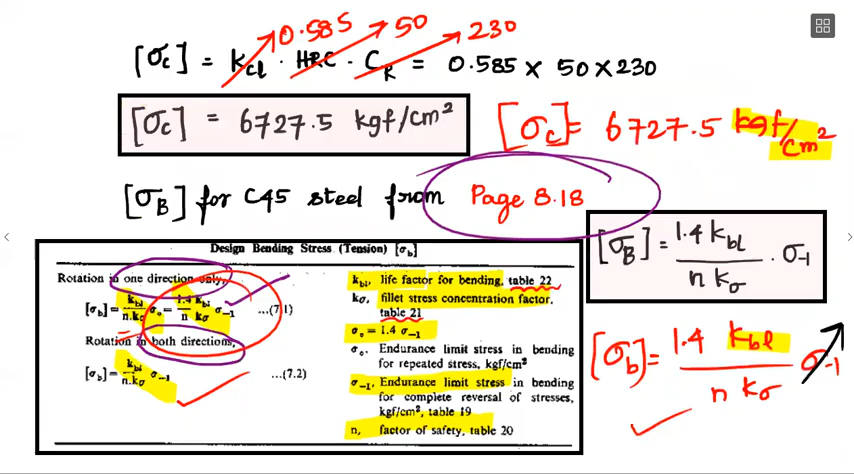 0.585 50 230
[σc] = kcl · HRC · CR = 0.585 × 50 × 230
[σc] = 6727.5 kgf/cm²
[σc] = 6727.5 kgf/cm²
[σB] for C45 steel from Page 8.18
[σB] = 1.4 kbl / n kσ · σ-1
Design Bending Stress (Tension) [σb]
Rotation in one direction only,
[σb] = kbl / n.kσ σo = 1.4 kbl / n kσ σ-1 ...(7.1)
Rotation in both directions,
[σb] = kbl / n.kσ σ-1 ...(7.2)
kbl, life factor for bending, table 22
kσ, fillet stress concentration factor,
table 21
σo = 1.4 σ-1
σo, Endurance limit stress in bending
for repeated stress, kgf/cm²
σ-1, Endurance limit stress in bending
for complete reversal of stresses,
kgf/cm², table 19
n, factor of safety, table 20
[σb] = 1.4 kbl / n kσ σ-1